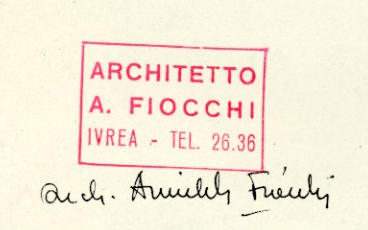 ARCHITETTO
A. FIOCCHI
IVREA - TEL. 26.36
arch. Annibale Fiocchi